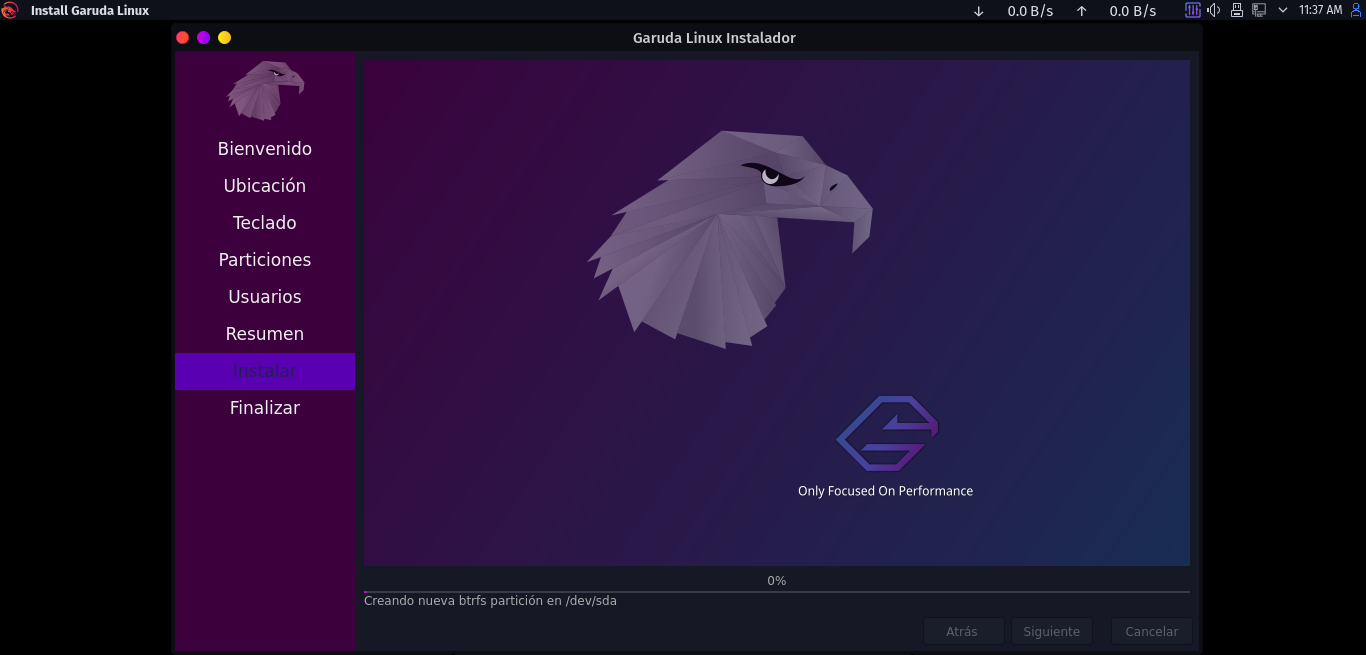 Install Garuda Linux
0.0 B/s
0.0 B/s
11:37 AM
Garuda Linux Instalador
Bienvenido
Ubicación
Teclado
Particiones
Usuarios
Resumen
Instalar
Finalizar
Only Focused On Performance
0%
Creando nueva btrfs partición en /dev/sda
Atrás
Siguiente
Cancelar